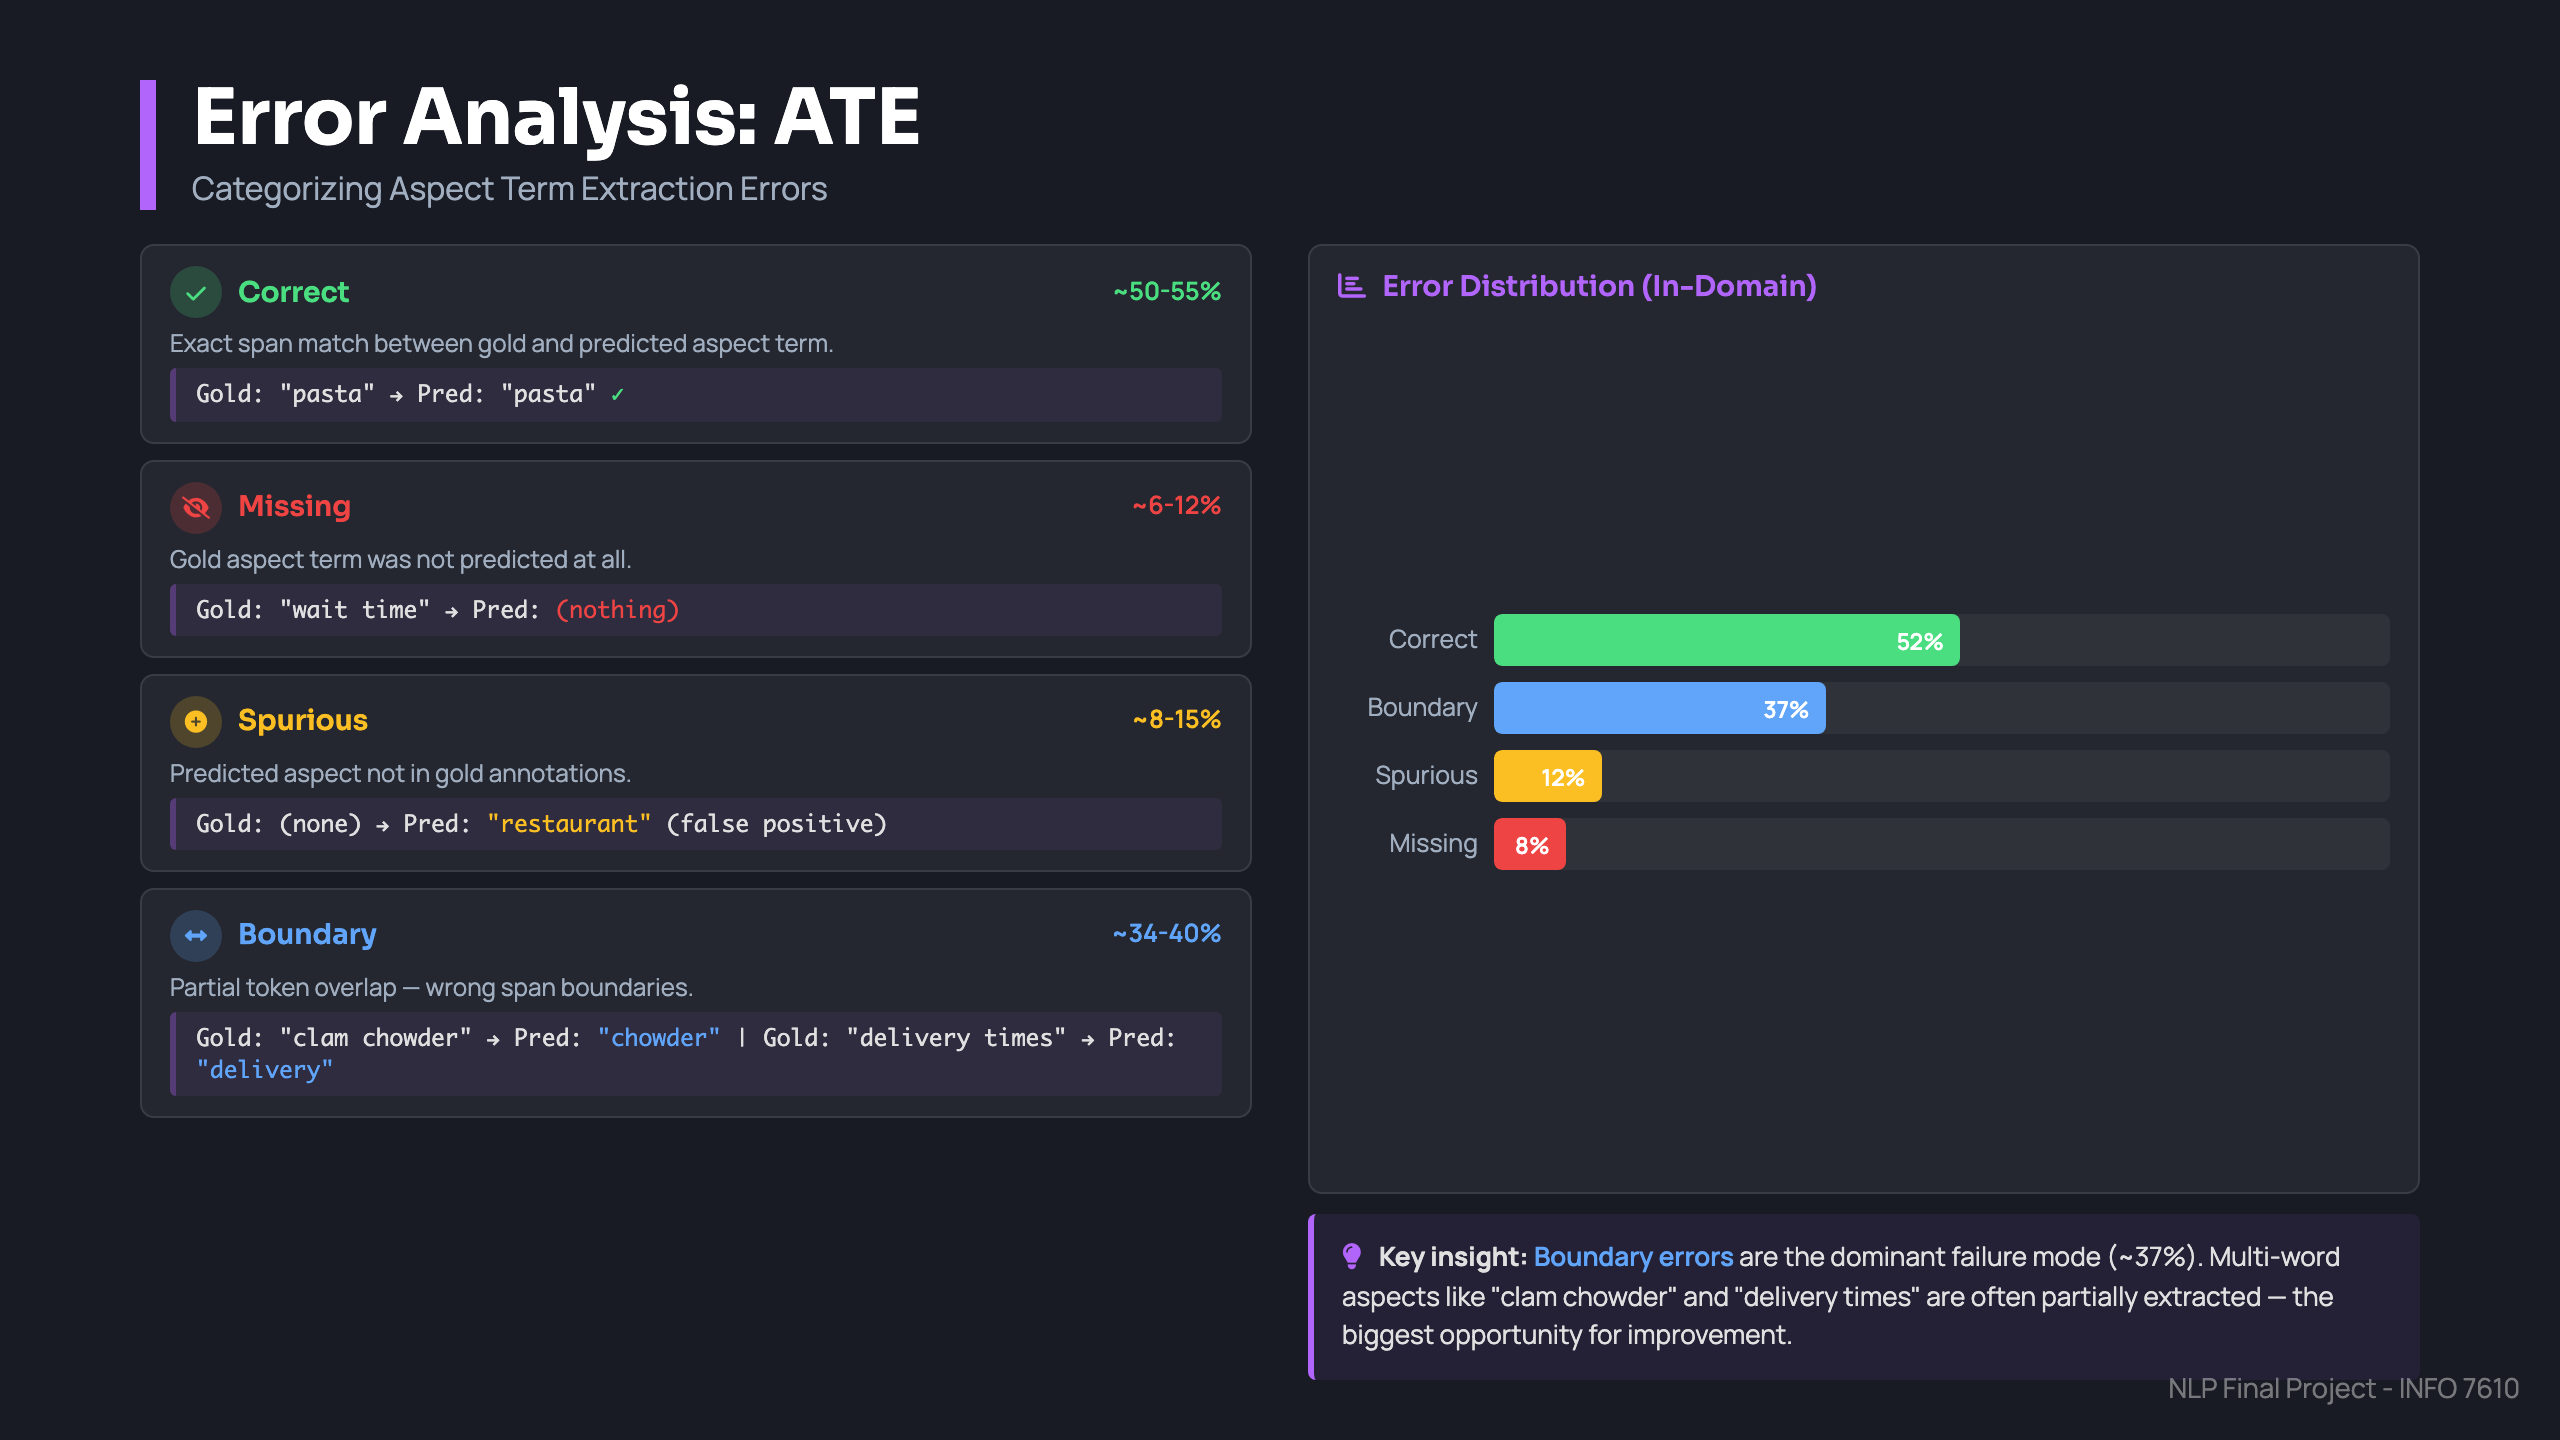 Error Analysis: ATE
Categorizing Aspect Term Extraction Errors
Correct
~50-55%
Exact span match between gold and predicted aspect term.
Gold: "pasta" → Pred: "pasta" ✓
Missing
~6-12%
Gold aspect term was not predicted at all.
Gold: "wait time" → Pred: (nothing)
Spurious
~8-15%
Predicted aspect not in gold annotations.
Gold: (none) → Pred: "restaurant" (false positive)
Boundary
~34-40%
Partial token overlap — wrong span boundaries.
Gold: "clam chowder" → Pred: "chowder" | Gold: "delivery times" → Pred:
"delivery"
Error Distribution (In-Domain)
Correct 52%
Boundary 37%
Spurious 12%
Missing 8%
Key insight: Boundary errors are the dominant failure mode (~37%). Multi-word
aspects like "clam chowder" and "delivery times" are often partially extracted — the
biggest opportunity for improvement.
NLP Final Project - INFO 7610